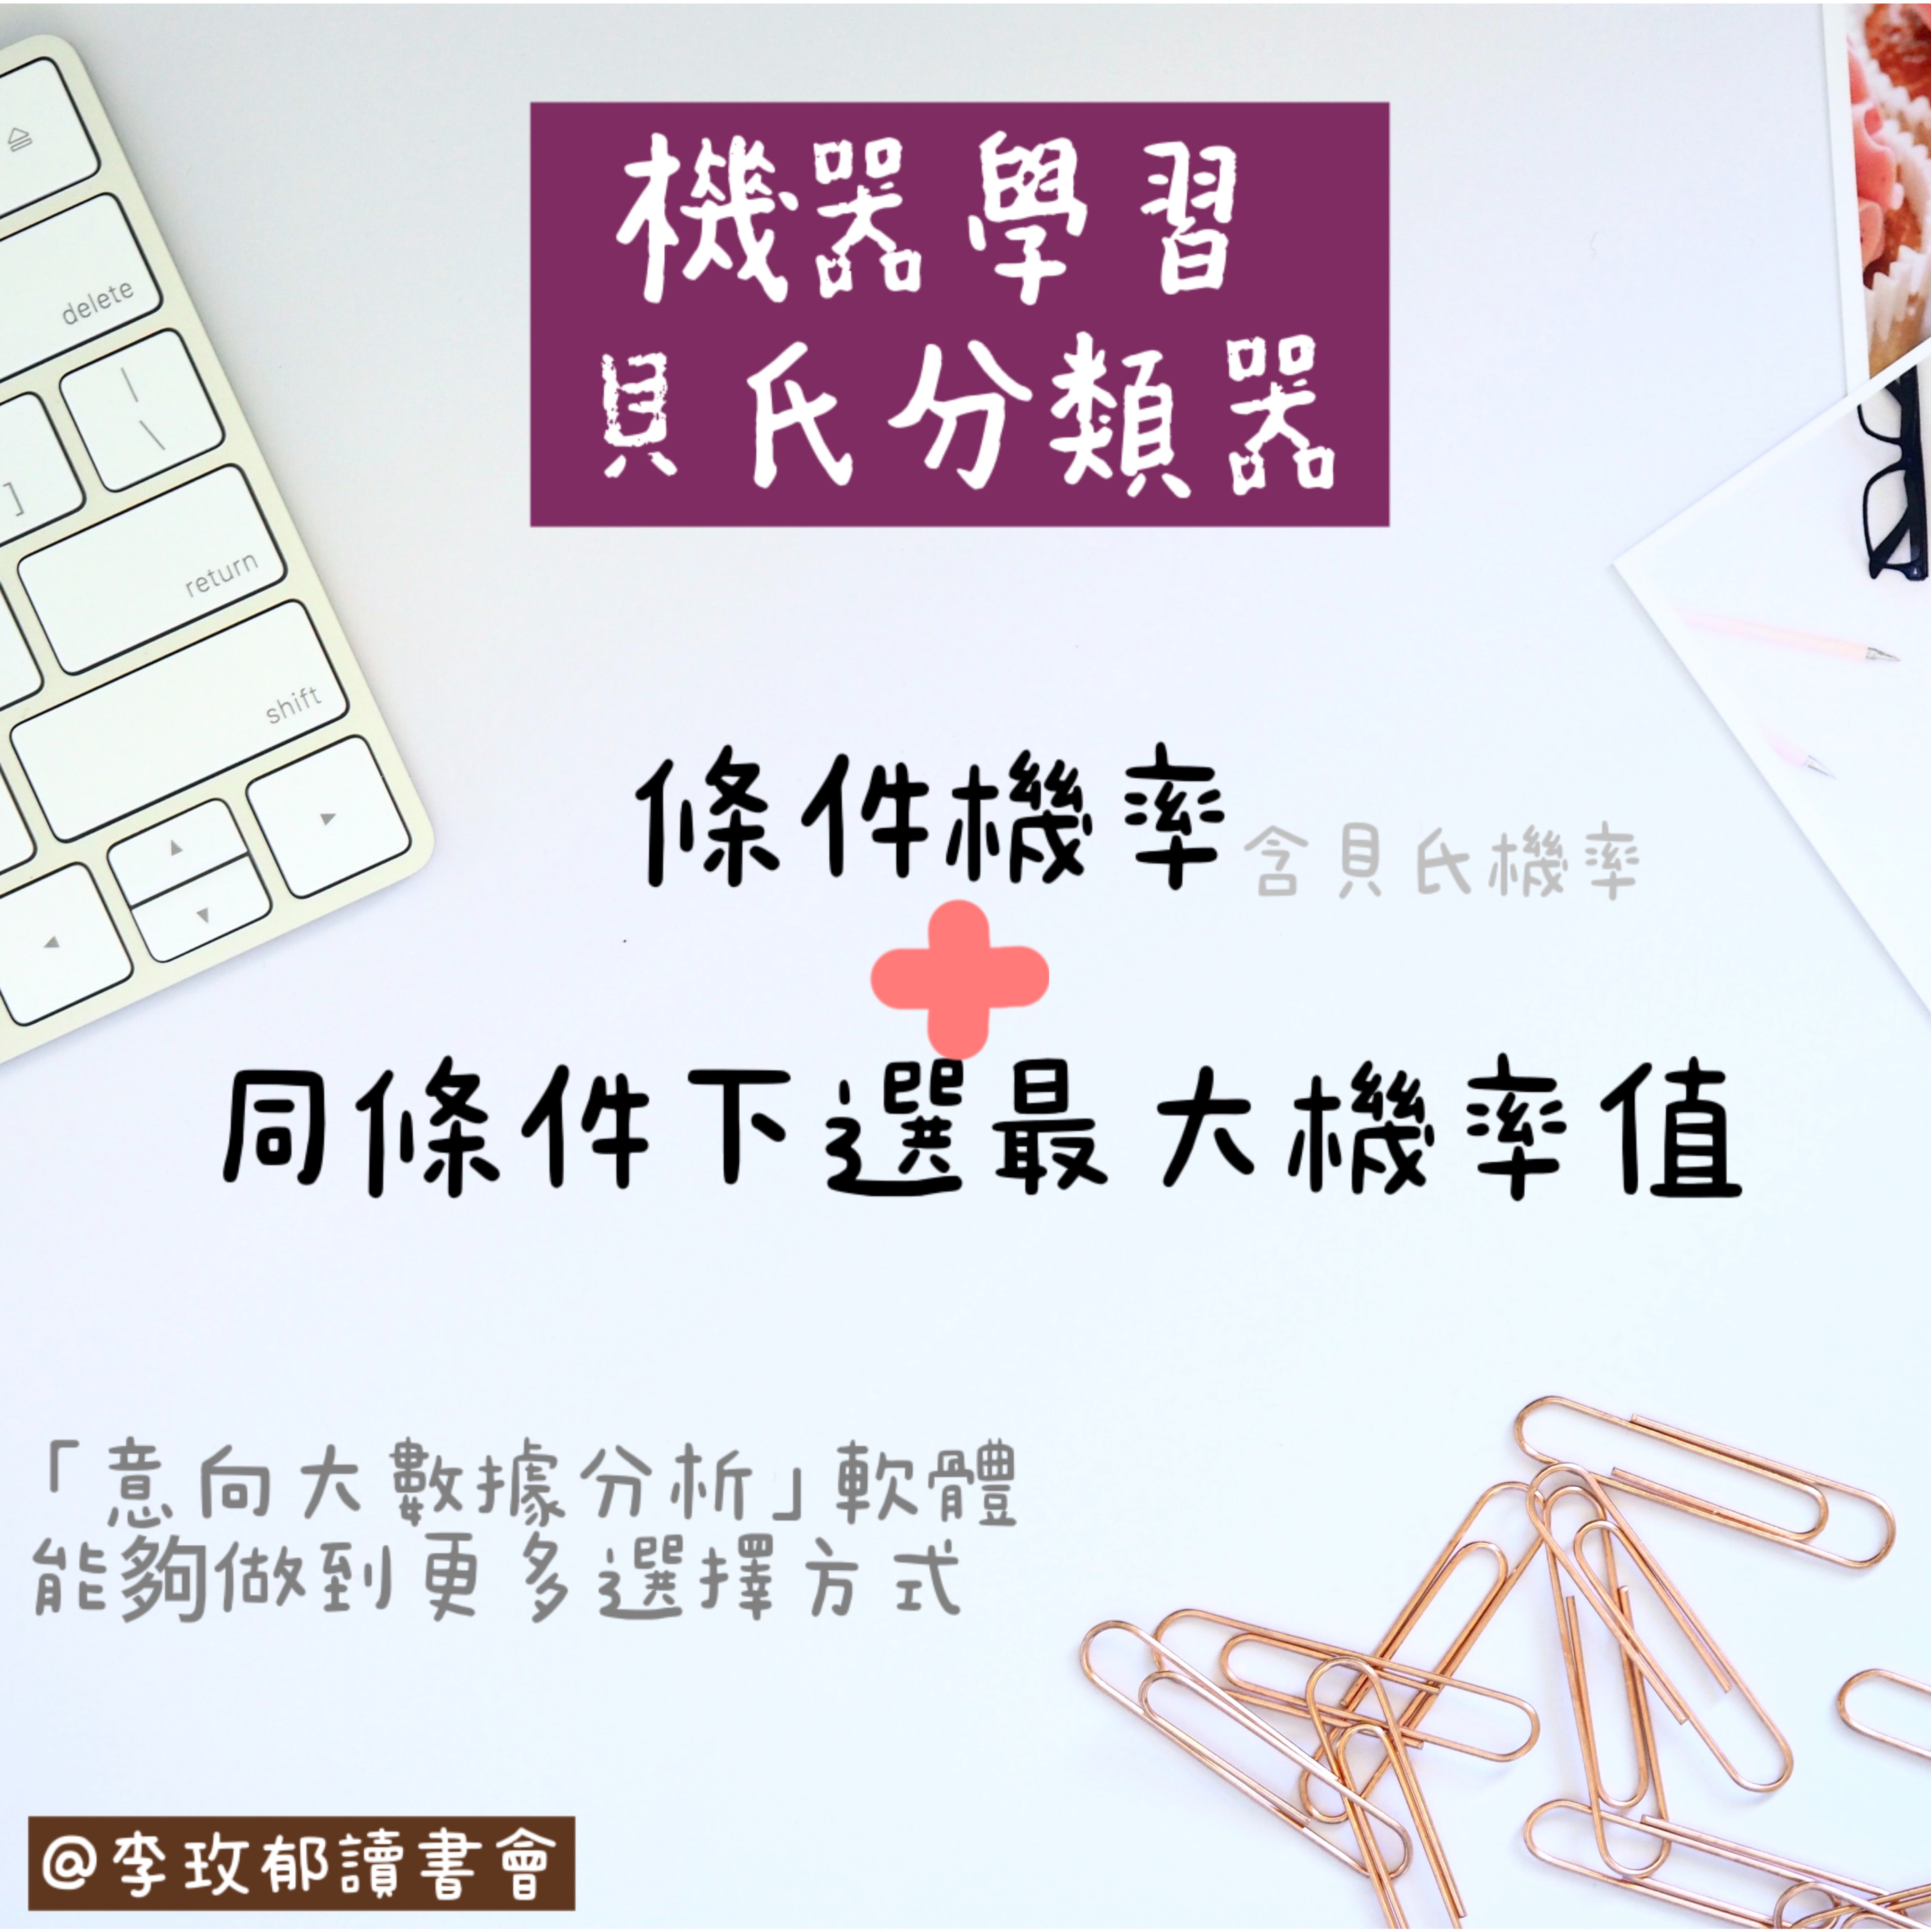 機器學習
貝氏分類器
delete
return
shift
|
\
]
條件機率含貝氏機率
同條件下選最大機率值
「意向大數據分析」軟體
能夠做到更多選擇方式
@李玫郁讀書會